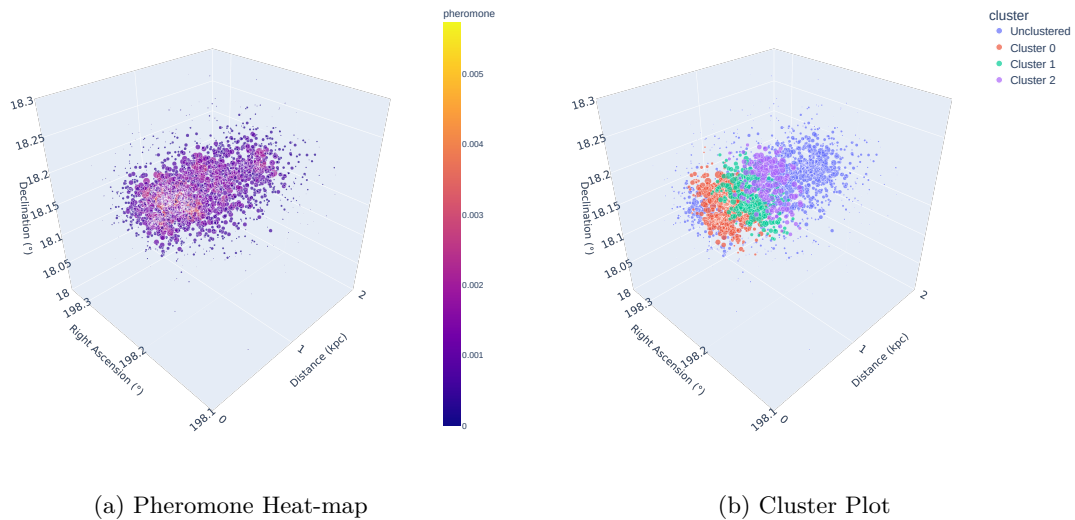 pheromone
0.005
0.004
0.003
0.002
0.001
0
18.3
18.25
18.2
18.15
18.1
18.05
18
Declination (°)
198.3
198.2
198.1
Right Ascension (°)
0
1
2
Distance (kpc)
(a) Pheromone Heat-map
cluster
Unclustered
Cluster 0
Cluster 1
Cluster 2
18.3
18.25
18.2
18.15
18.1
18.05
18
Declination (°)
198.3
198.2
198.1
Right Ascension (°)
0
1
2
Distance (kpc)
(b) Cluster Plot